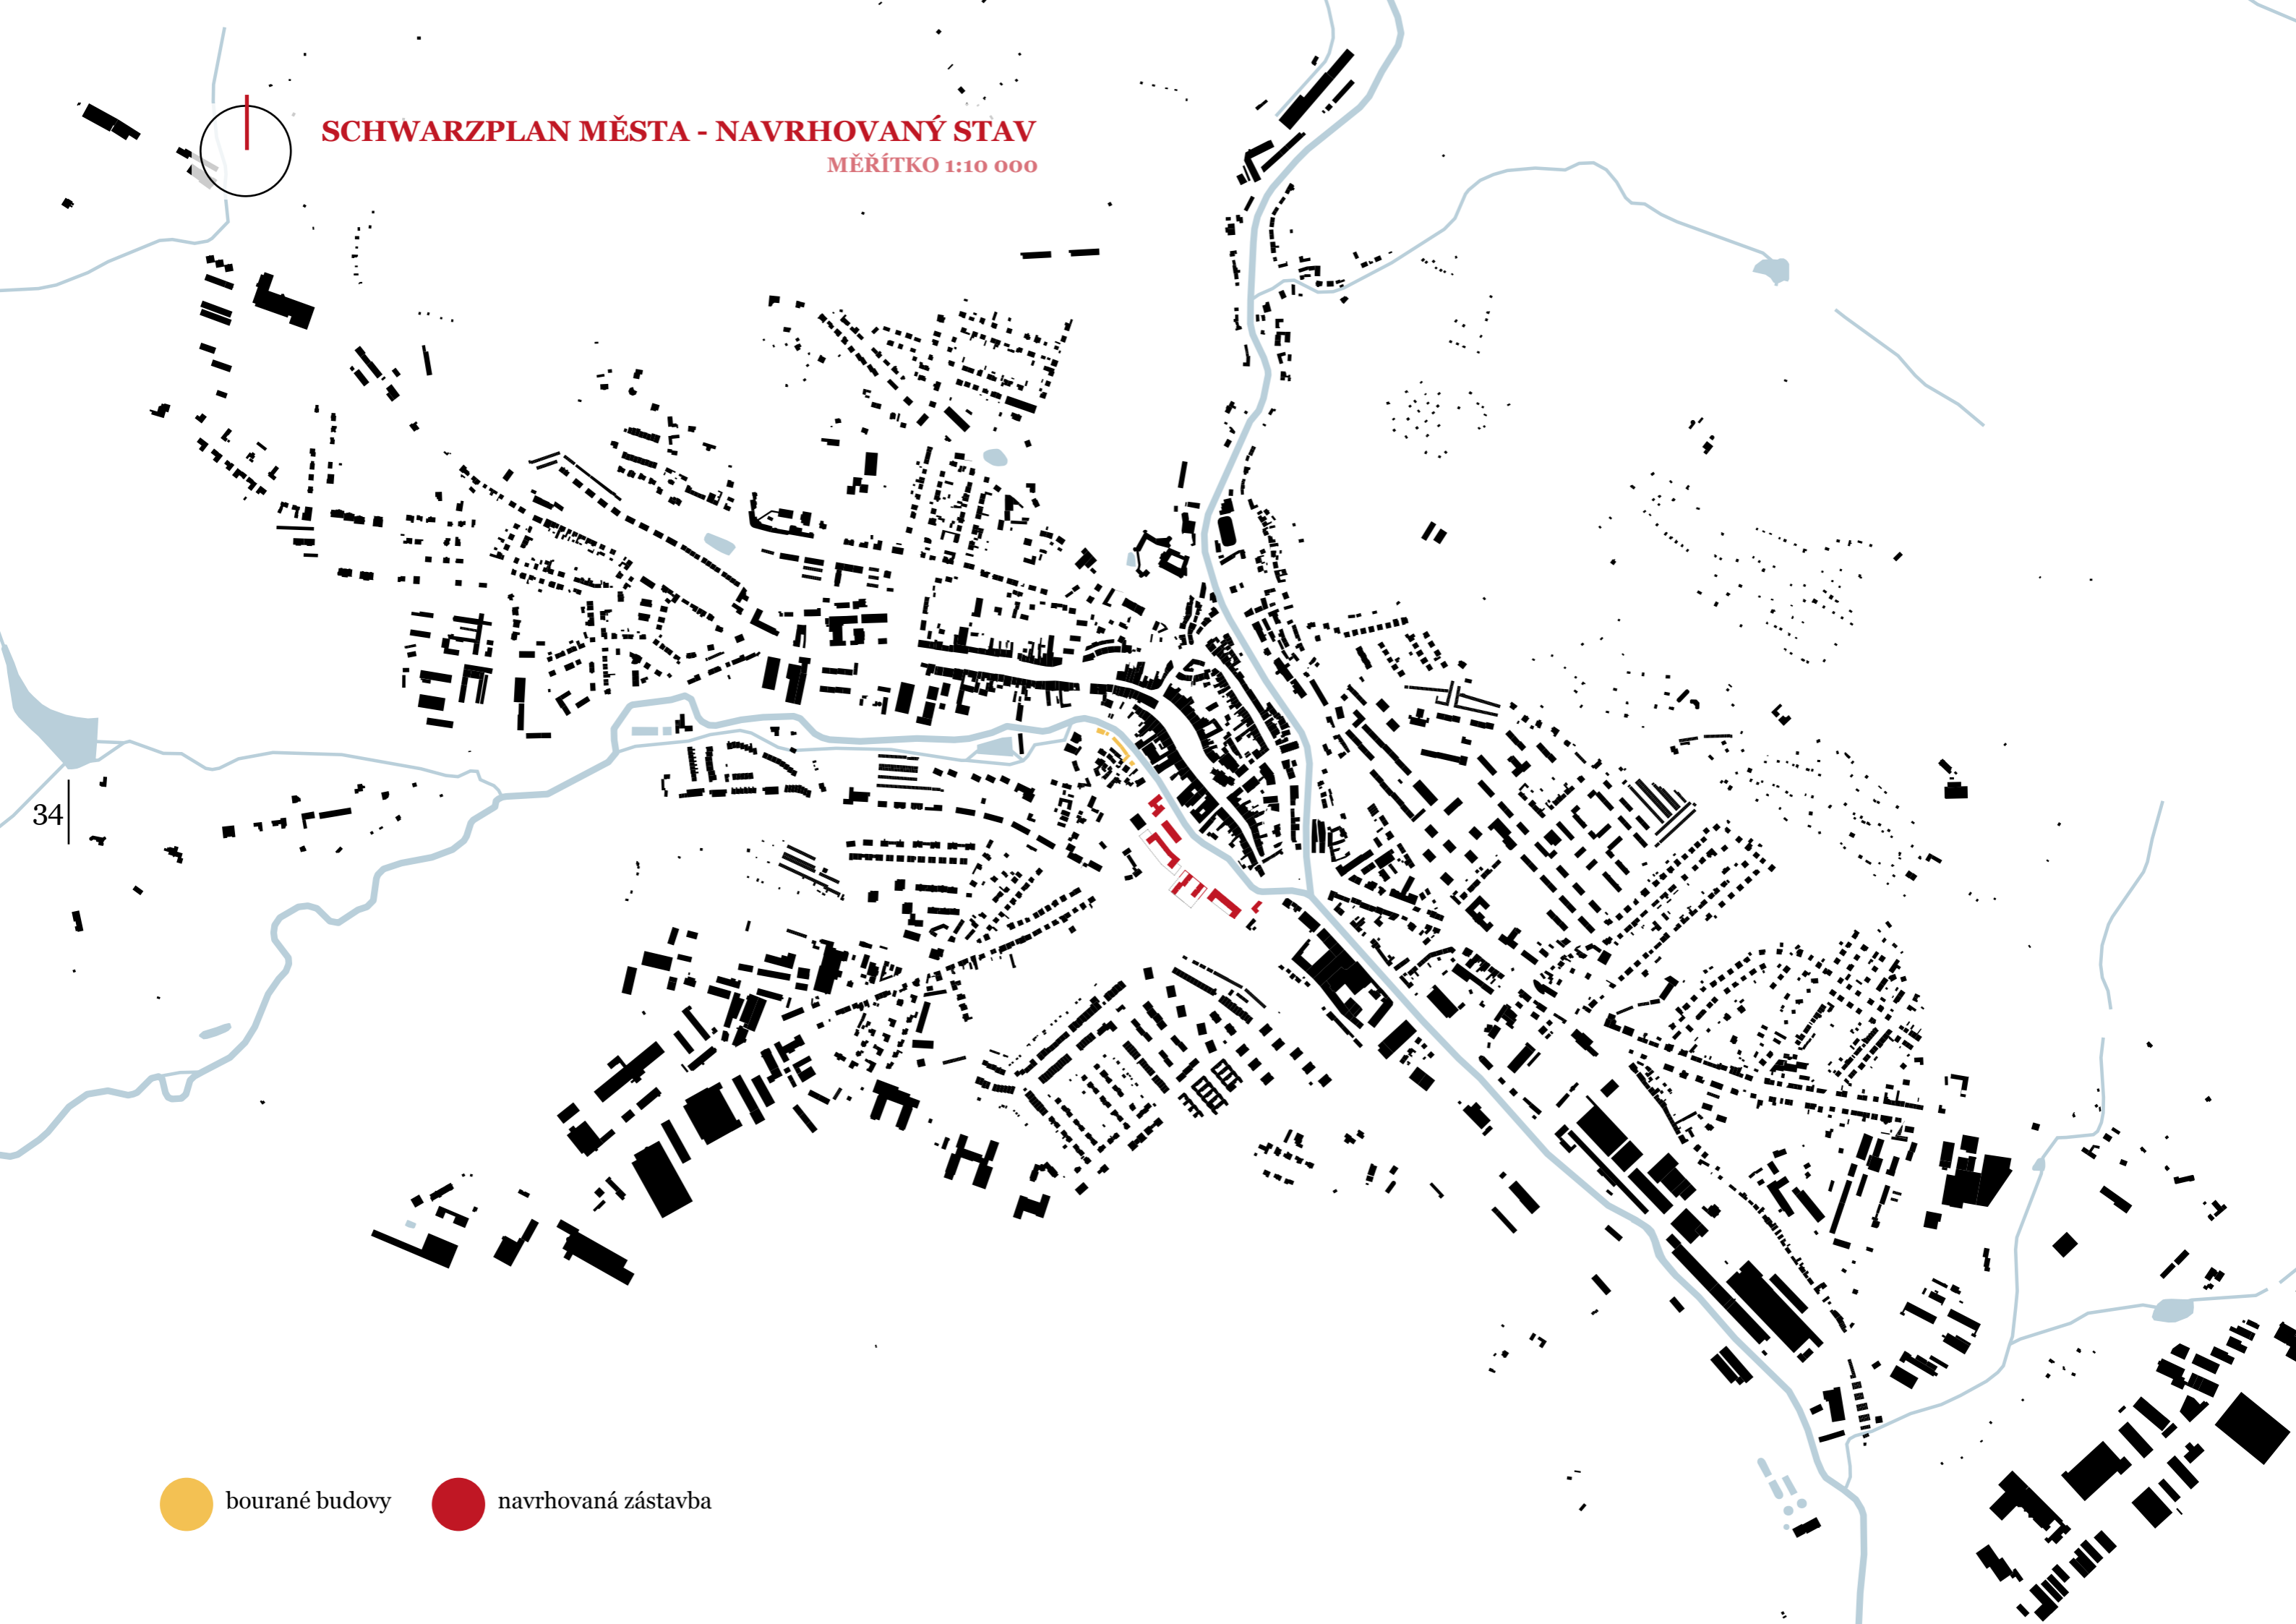 SCHWARZPLAN MĚSTA - NAVRHOVANÝ STAV
MĚŘÍTKO 1:10 000
34
bourané budovy
navrhovaná zástavba